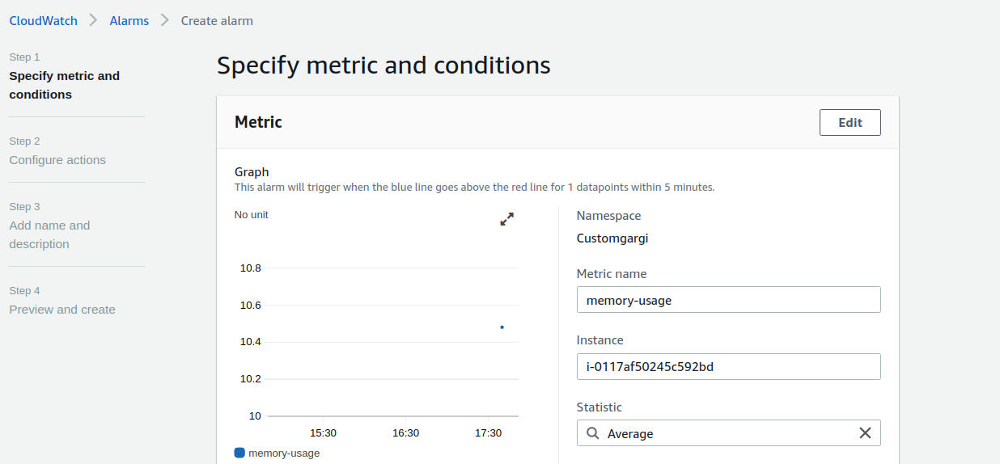 CloudWatch > Alarms > Create alarm
Step 1
Specify metric and
conditions
Step 2
Configure actions
Step 3
Add name and
description
Step 4
Preview and create
Specify metric and conditions
Metric
Edit
Graph
This alarm will trigger when the blue line goes above the red line for 1 datapoints within 5 minutes.
No unit
10.8
10.6
10.4
10.2
10
15:30 16:30 17:30
memory-usage
Namespace
Customgargi
Metric name
memory-usage
Instance
i-0117af50245c592bd
Statistic
Average